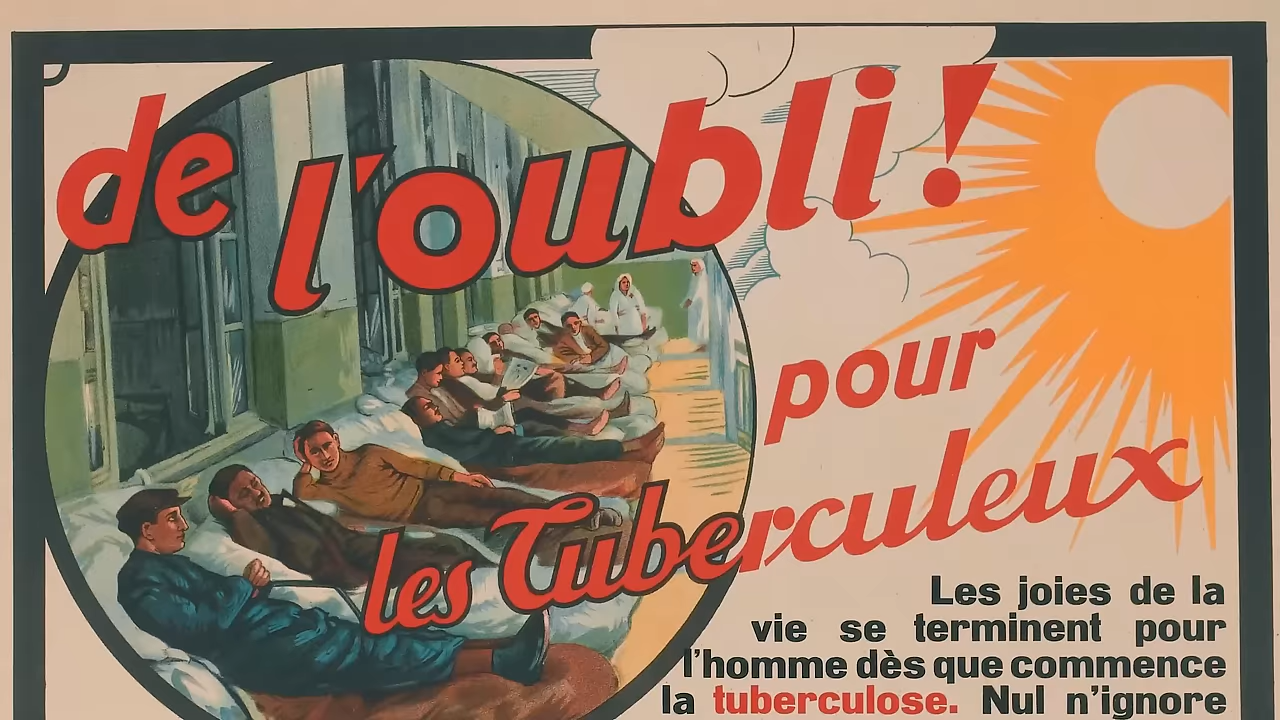 de l'oubli !
pour
les Tuberculeux
Les joies de la
vie se terminent pour
l'homme dès que commence
la tuberculose. Nul n'ignore